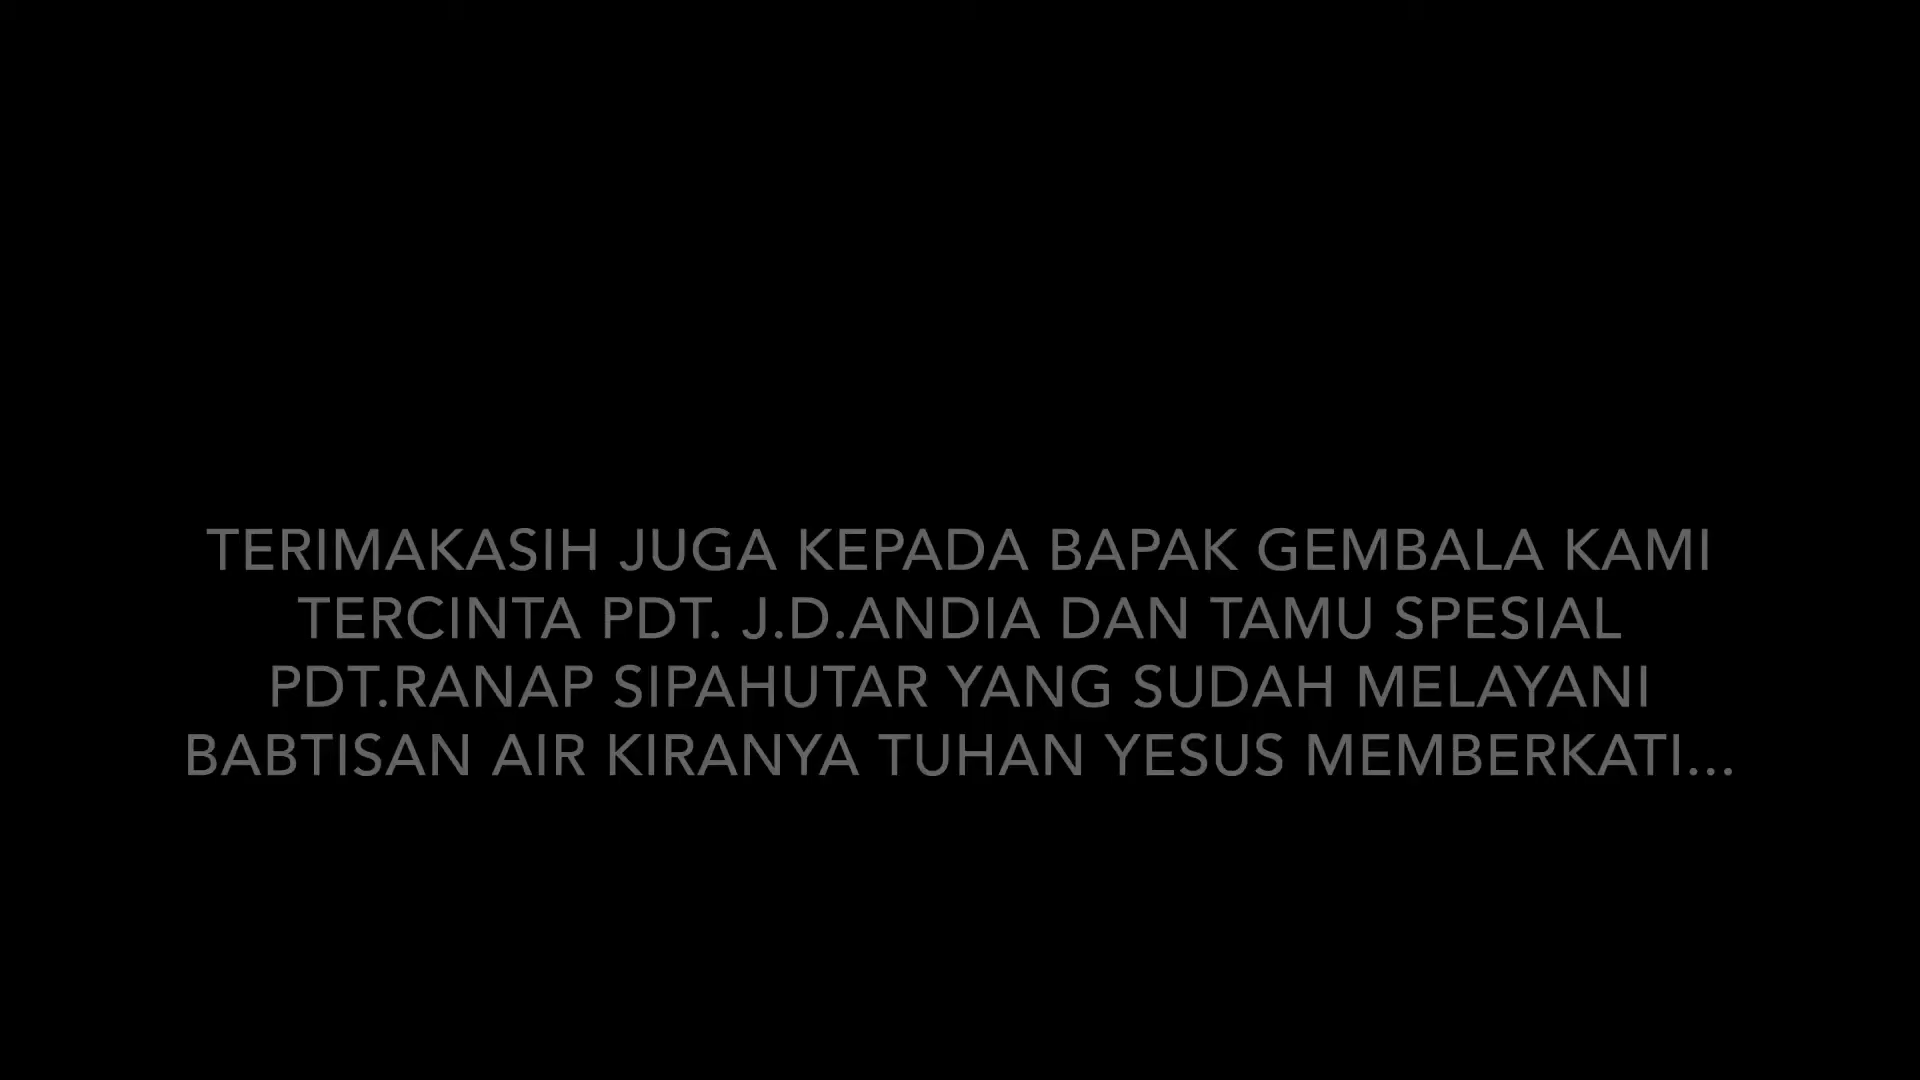 TERIMAKASIH JUGA KEPADA BAPAK GEMBALA KAMI
TERCINTA PDT. J.D.ANDIA DAN TAMU SPESIAL
PDT.RANAP SIPAHUTAR YANG SUDAH MELAYANI
BABTISAN AIR KIRANYA TUHAN YESUS MEMBERKATI...